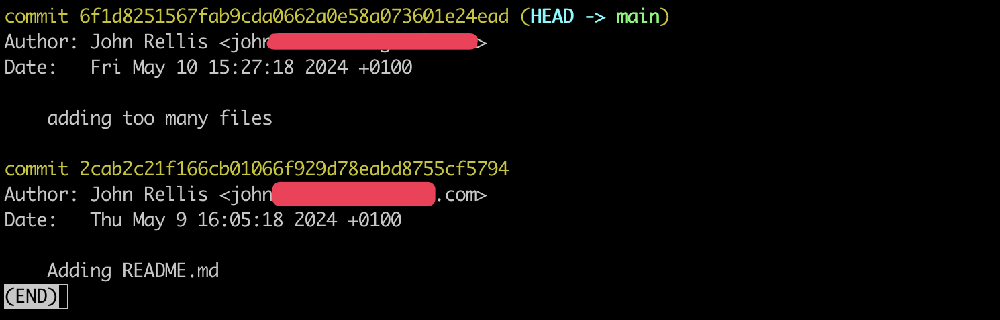 commit 6f1d8251567fab9cda0662a0e58a073601e24ead (HEAD -> main)
Author: John Rellis <john >
Date:   Fri May 10 15:27:18 2024 +0100
adding too many files
commit 2cab2c21f166cb01066f929d78eabd8755cf5794
Author: John Rellis <john .com>
Date:   Thu May 9 16:05:18 2024 +0100
Adding README.md
(END)